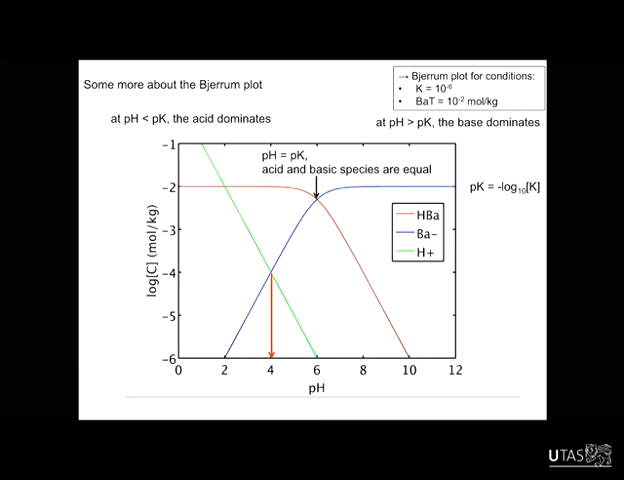 Some more about the Bjerrum plot
→ Bjerrum plot for conditions:
• K = 10⁻⁶
• BaT = 10⁻² mol/kg
at pH < pK, the acid dominates
at pH > pK, the base dominates
pH = pK,
acid and basic species are equal
pK = -log₁₀[K]
log[C] (mol/kg)
-1
-2
-3
-4
-5
-6
HBa
Ba-
H+
0 2 4 6 8 10 12
pH
UTAS